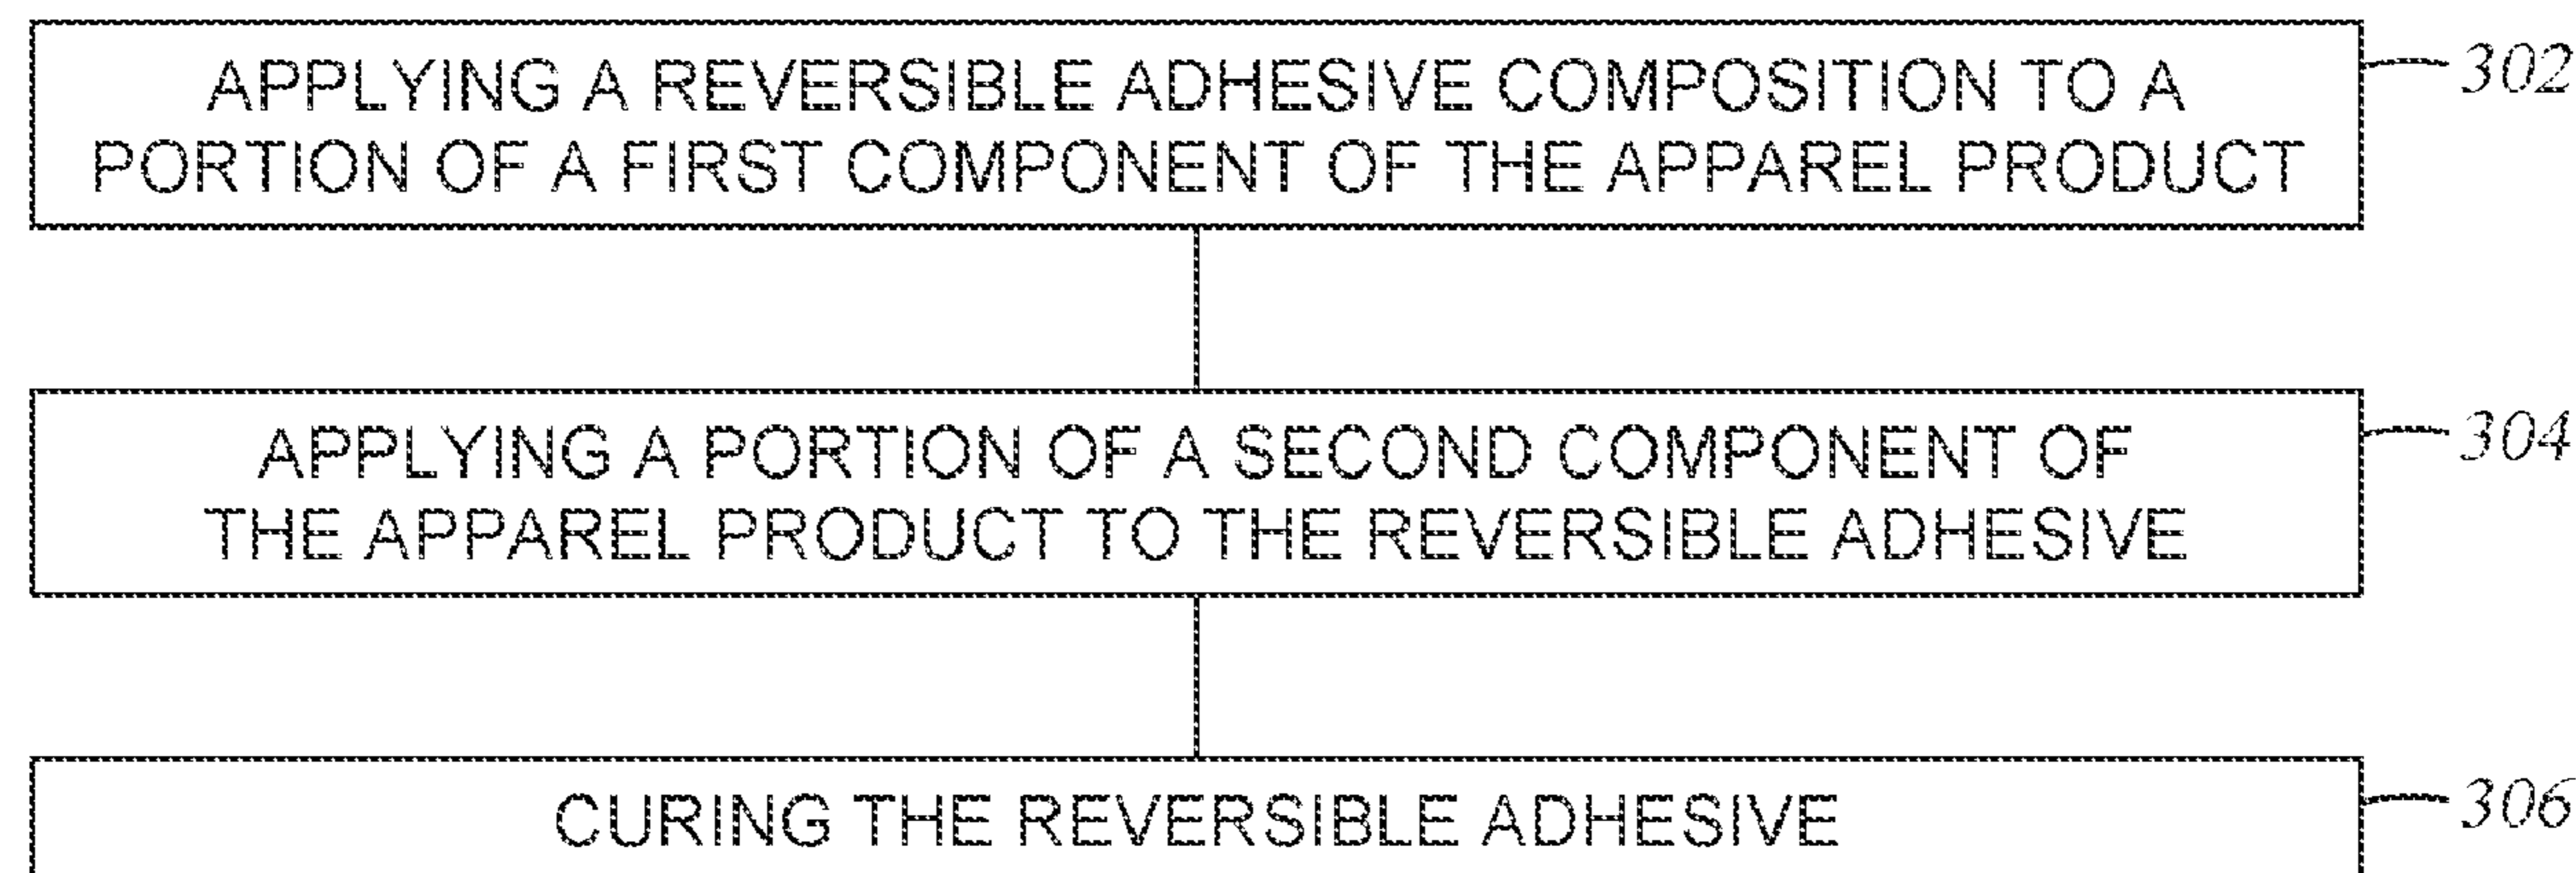 APPLYING A REVERSIBLE ADHESIVE COMPOSITION TO A
PORTION OF A FIRST COMPONENT OF THE APPAREL PRODUCT
302
APPLYING A PORTION OF A SECOND COMPONENT OF
THE APPAREL PRODUCT TO THE REVERSIBLE ADHESIVE
304
CURING THE REVERSIBLE ADHESIVE
306